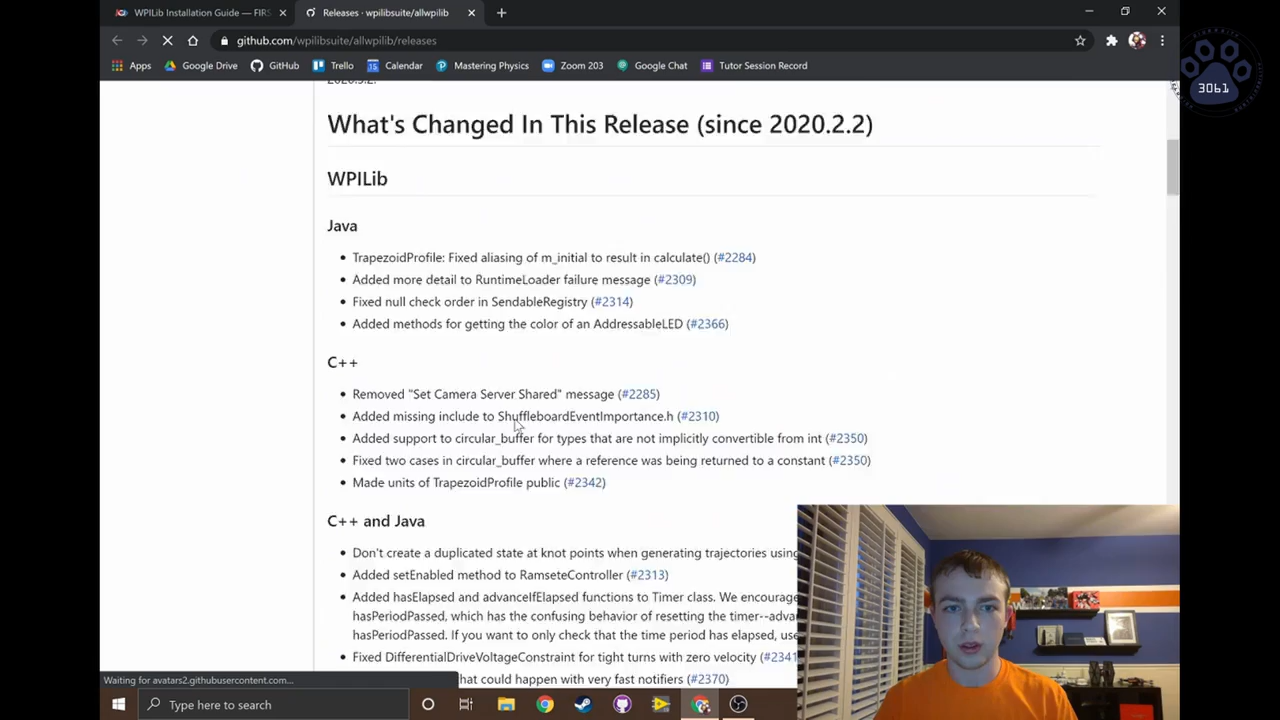 WPILib Installation Guide — FIRS
Releases · wpilibsuite/allwpilib
github.com/wpilibsuite/allwpilib/releases
Apps
Google Drive
GitHub
Trello
Calendar
Mastering Physics
Zoom 203
Google Chat
Tutor Session Record
3061
What's Changed In This Release (since 2020.2.2)
WPILib
Java
TrapezoidProfile: Fixed aliasing of m_initial to result in calculate() (#2284)
Added more detail to RuntimeLoader failure message (#2309)
Fixed null check order in SendableRegistry (#2314)
Added methods for getting the color of an AddressableLED (#2366)
C++
Removed "Set Camera Server Shared" message (#2285)
Added missing include to ShuffleboardEventImportance.h (#2310)
Added support to circular_buffer for types that are not implicitly convertible from int (#2350)
Fixed two cases in circular_buffer where a reference was being returned to a constant (#2350)
Made units of TrapezoidProfile public (#2342)
C++ and Java
Don't create a duplicated state at knot points when generating trajectories using
Added setEnabled method to RamseteController (#2313)
Added hasElapsed and advanceIfElapsed functions to Timer class. We encourage
hasPeriodPassed, which has the confusing behavior of resetting the timer--adva
hasPeriodPassed. If you want to only check that the time period has elapsed, use
Fixed DifferentialDriveVoltageConstraint for tight turns with zero velocity (#2341
hat could happen with very fast notifiers (#2370)
Waiting for avatars2.githubusercontent.com...
Type here to search